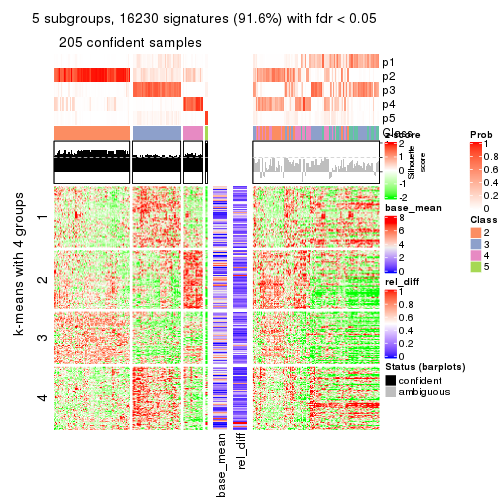 5 subgroups, 16230 signatures (91.6%) with fdr < 0.05
205 confident samples
p1
p2
p3
p4
p5
Class
Silhouette
score
k-means with 4 groups
1
2
3
4
base_mean
rel_diff
z-score
2
1
0
-1
-2
base_mean
8
6
4
2
0
rel_diff
1
0.8
0.6
0.4
0.2
0
Status (barplots)
confident
ambiguous
Prob
1
0.8
0.6
0.4
0.2
0
Class
2
3
4
5